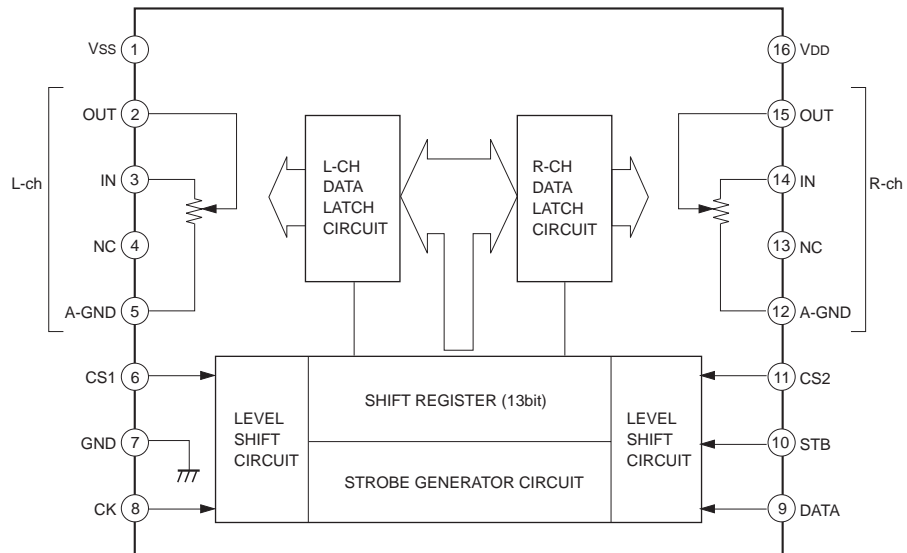 VSS 1
16 VDD
OUT 2
15 OUT
L-ch
IN 3
14 IN
R-ch
L-CH
DATA
LATCH
CIRCUIT
R-CH
DATA
LATCH
CIRCUIT
NC 4
13 NC
A-GND 5
12 A-GND
CS1 6
11 CS2
LEVEL
SHIFT
CIRCUIT
SHIFT REGISTER (13bit)
STROBE GENERATOR CIRCUIT
LEVEL
SHIFT
CIRCUIT
GND 7
10 STB
CK 8
9 DATA